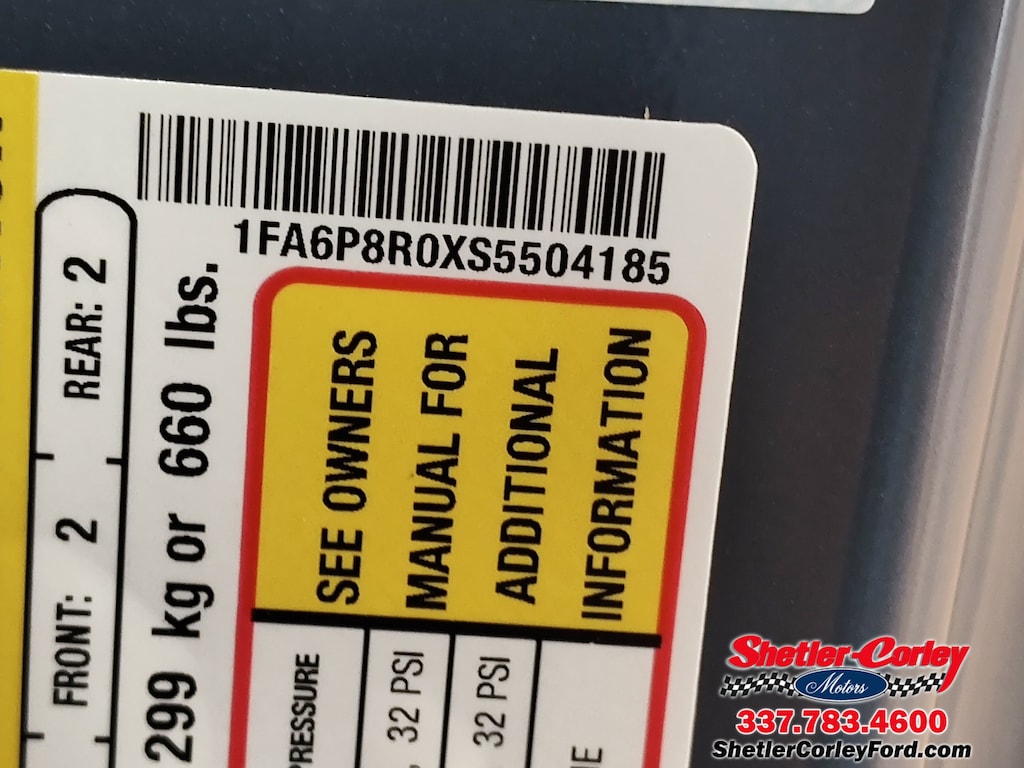 1FA6P8R0XS5504185
FRONT: 2
REAR: 2
299 kg or 660 lbs.
PRESSURE
32 PSI
32 PSI
SEE OWNERS
MANUAL FOR
ADDITIONAL
INFORMATION
Shetler-Corley
Motors
337.783.4600
ShetlerCorleyFord.com